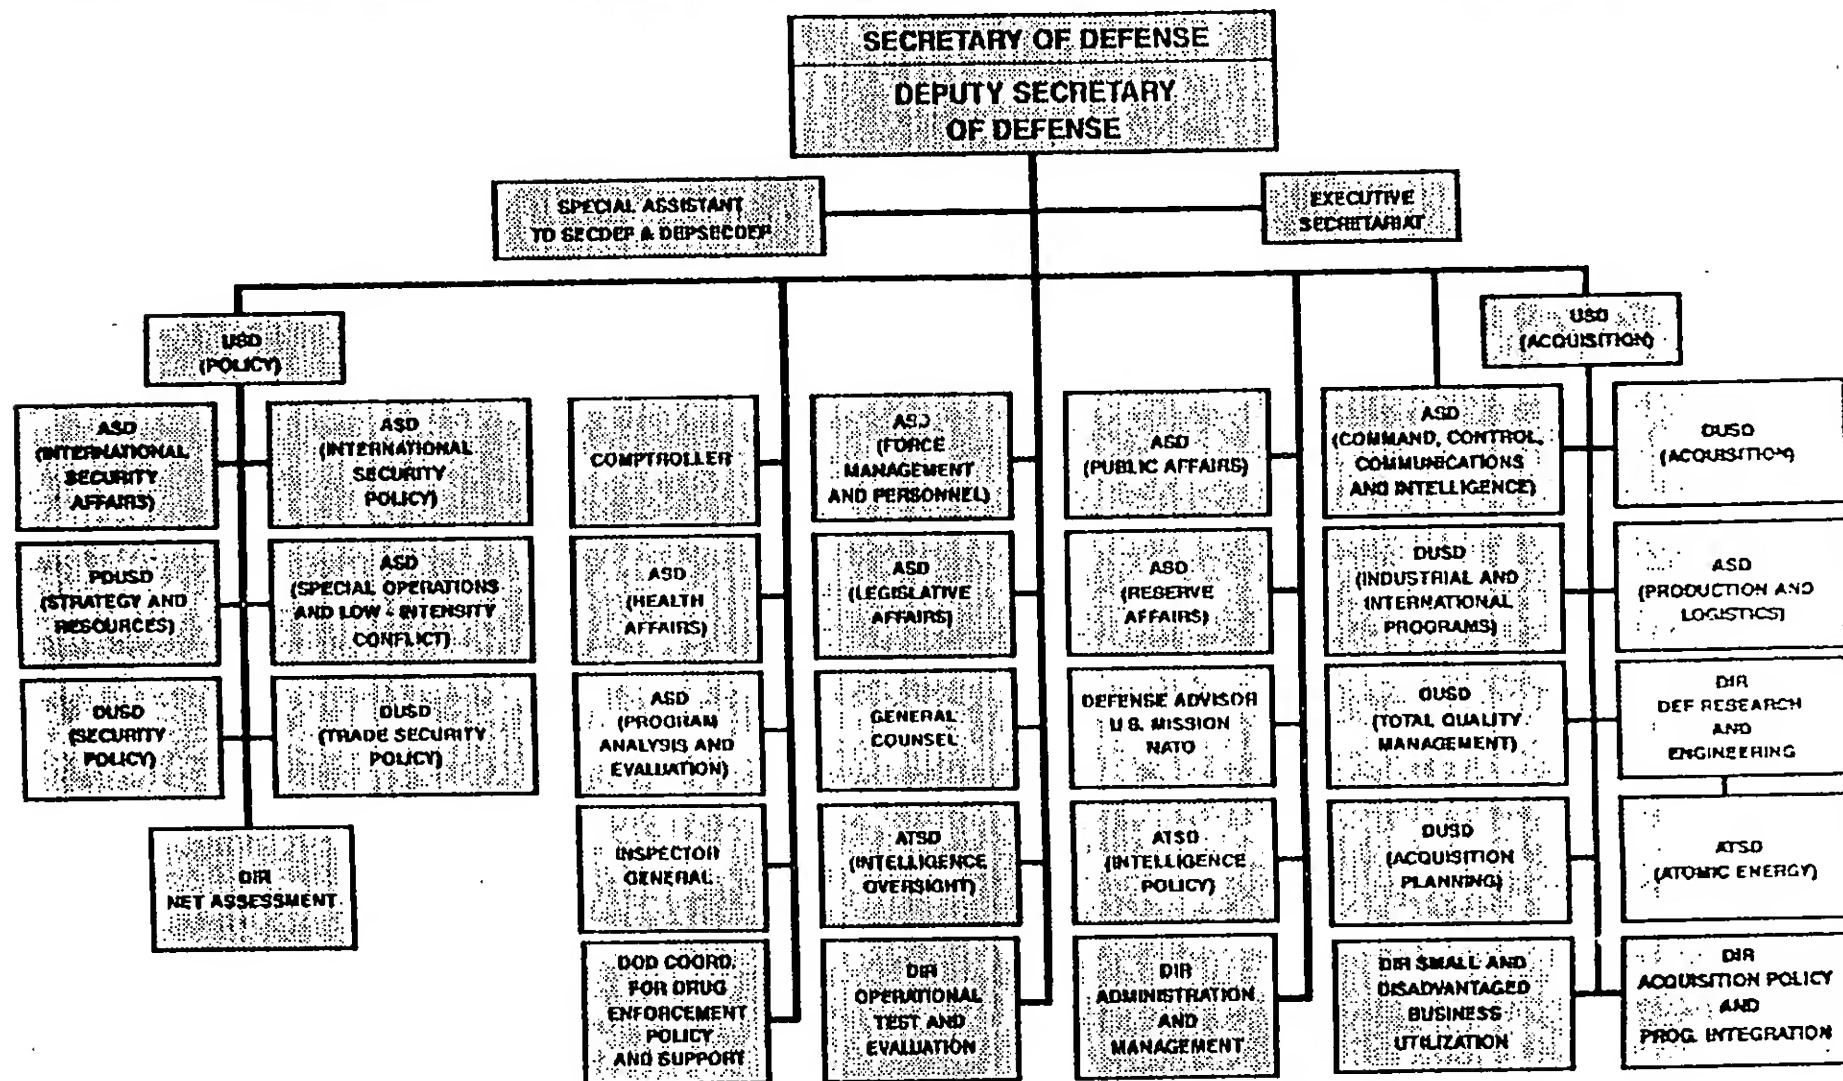 SECRETARY OF DEFENSE
DEPUTY SECRETARY
OF DEFENSE
SPECIAL ASSISTANT
TO SECDEF & DEPSECDEF
EXECUTIVE
SECRETARIAT
USD
(POLICY)
USD
(ACQUISITION)
ASD
(INTERNATIONAL
SECURITY
AFFAIRS)
ASD
(INTERNATIONAL
SECURITY
POLICY)
COMPTROLLER
ASD
(FORCE
MANAGEMENT
AND PERSONNEL)
ASD
(PUBLIC AFFAIRS)
ASD
(COMMAND, CONTROL,
COMMUNICATIONS
AND INTELLIGENCE)
DUSD
(ACQUISITION)
PDUSD
(STRATEGY AND
RESOURCES)
ASD
(SPECIAL OPERATIONS
AND LOW - INTENSITY
CONFLICT)
ASD
(HEALTH
AFFAIRS)
ASD
(LEGISLATIVE
AFFAIRS)
ASD
(RESERVE
AFFAIRS)
DUSD
(INDUSTRIAL AND
INTERNATIONAL
PROGRAMS)
ASD
(PRODUCTION AND
LOGISTICS)
DUSD
(SECURITY
POLICY)
DUSD
(TRADE SECURITY
POLICY)
ASD
(PROGRAM
ANALYSIS AND
EVALUATION)
GENERAL
COUNSEL
DEFENSE ADVISOR
U.S. MISSION
NATO
DUSD
(TOTAL QUALITY
MANAGEMENT)
DIR
DEF RESEARCH
AND
ENGINEERING
DIR
NET ASSESSMENT
INSPECTOR
GENERAL
ATSD
(INTELLIGENCE
OVERSIGHT)
ATSD
(INTELLIGENCE
POLICY)
DUSD
(ACQUISITION
PLANNING)
ATSD
(ATOMIC ENERGY)
DOD COORD.
FOR DRUG
ENFORCEMENT
POLICY
AND SUPPORT
DIR
OPERATIONAL
TEST AND
EVALUATION
DIR
ADMINISTRATION
AND
MANAGEMENT
DIR SMALL AND
DISADVANTAGED
BUSINESS
UTILIZATION
DIR
ACQUISITION POLICY
AND
PROG. INTEGRATION